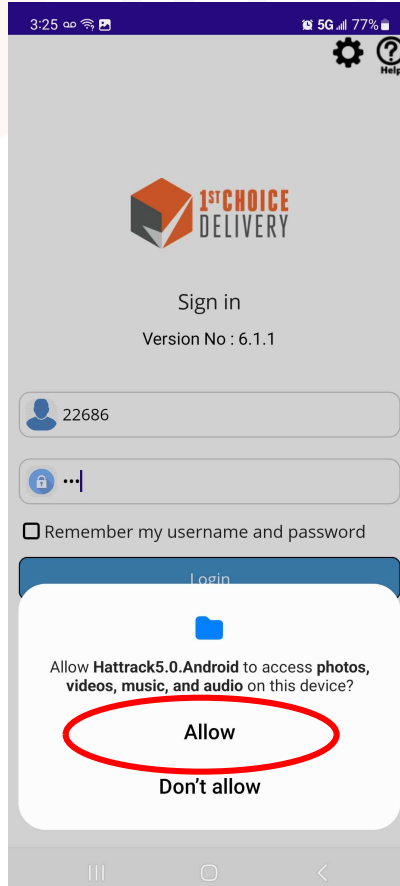 3:25 5G 77%
Help
1ST CHOICE
DELIVERY
Sign in
Version No : 6.1.1
22686
•••
Remember my username and password
Login
Allow Hattrack5.0.Android to access photos,
videos, music, and audio on this device?
Allow
Don’t allow